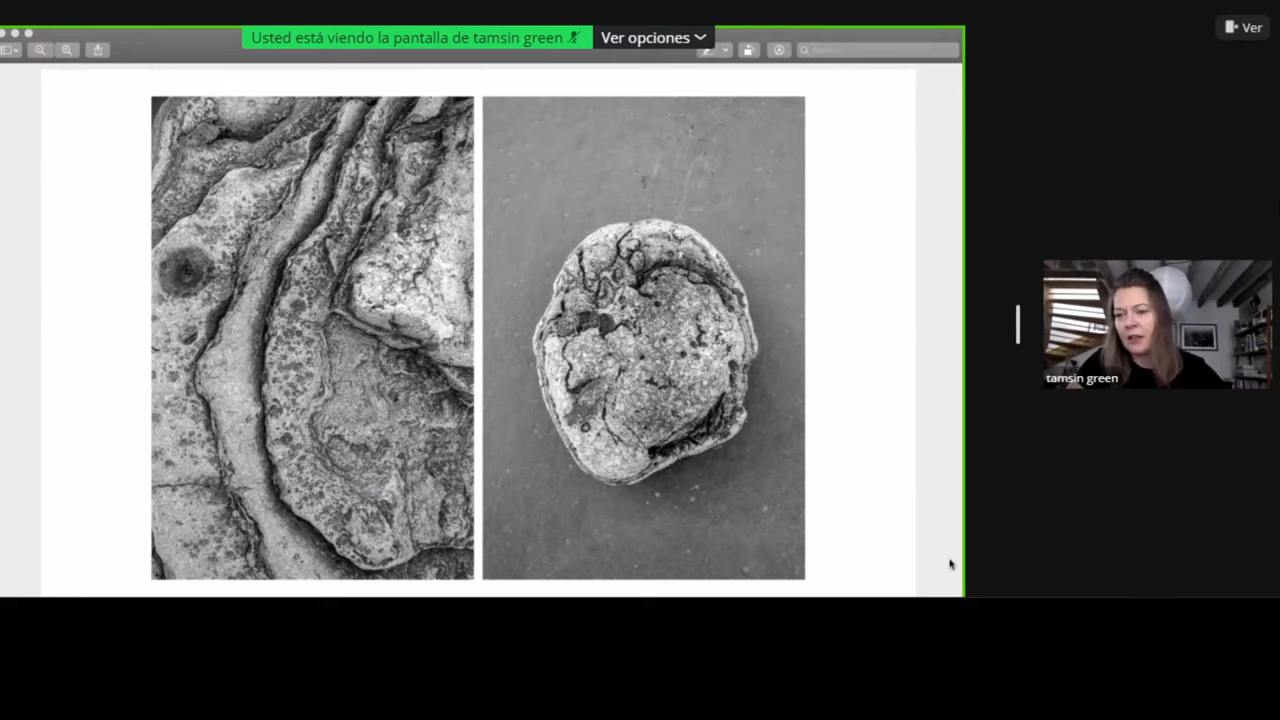 Usted está viendo la pantalla de tamsin green
Ver opciones
Ver
tamsin green